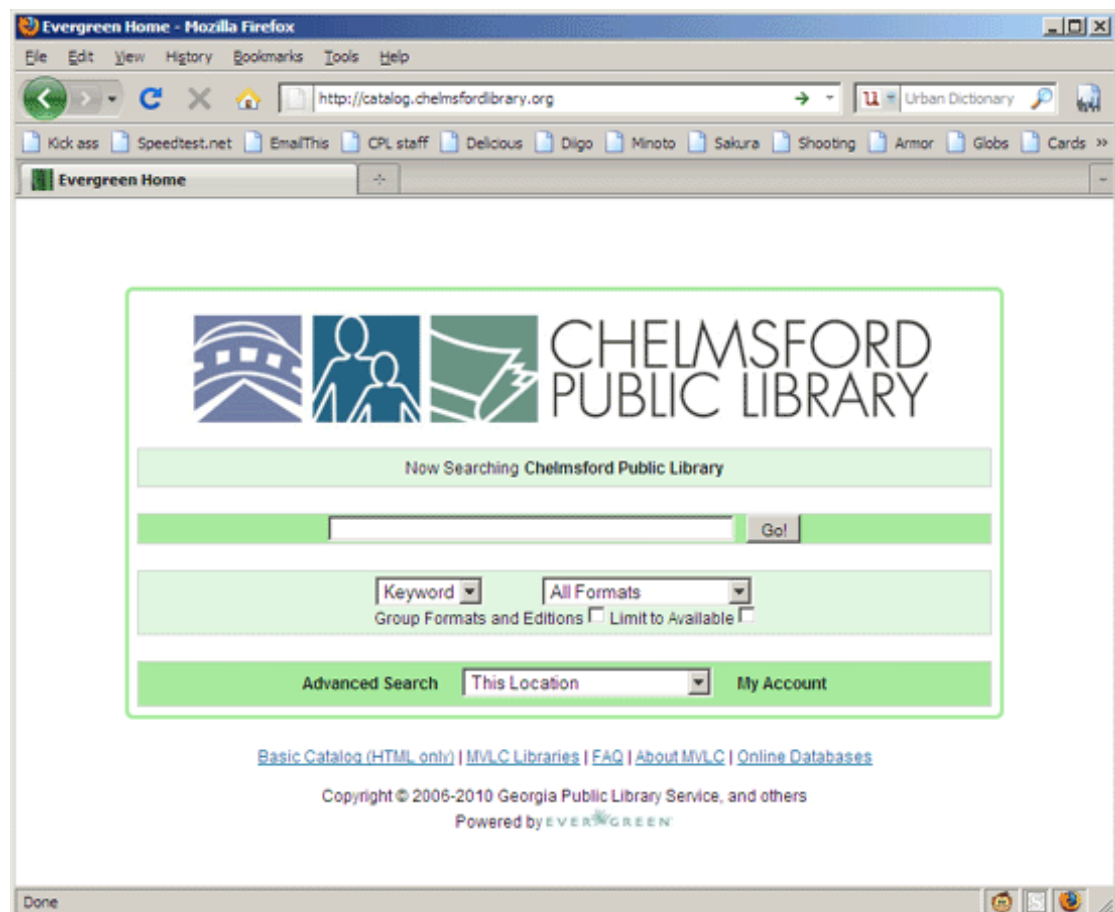 Evergreen Home - Mozilla Firefox
File Edit View History Bookmarks Tools Help
http://catalog.chelmsfordlibrary.org Urban Dictionary
Kick ass Speedtest.net EmailThis CPL staff Delicious Diigo Minoto Sakura Shooting Armor Globs Cards »
Evergreen Home
CHELMSFORD
PUBLIC LIBRARY
Now Searching Chelmsford Public Library
Go!
Keyword All Formats
Group Formats and Editions Limit to Available
Advanced Search This Location My Account
Basic Catalog (HTML only) | MVLC Libraries | FAQ | About MVLC | Online Databases
Copyright © 2006-2010 Georgia Public Library Service, and others
Powered by EVERGREEN
Done